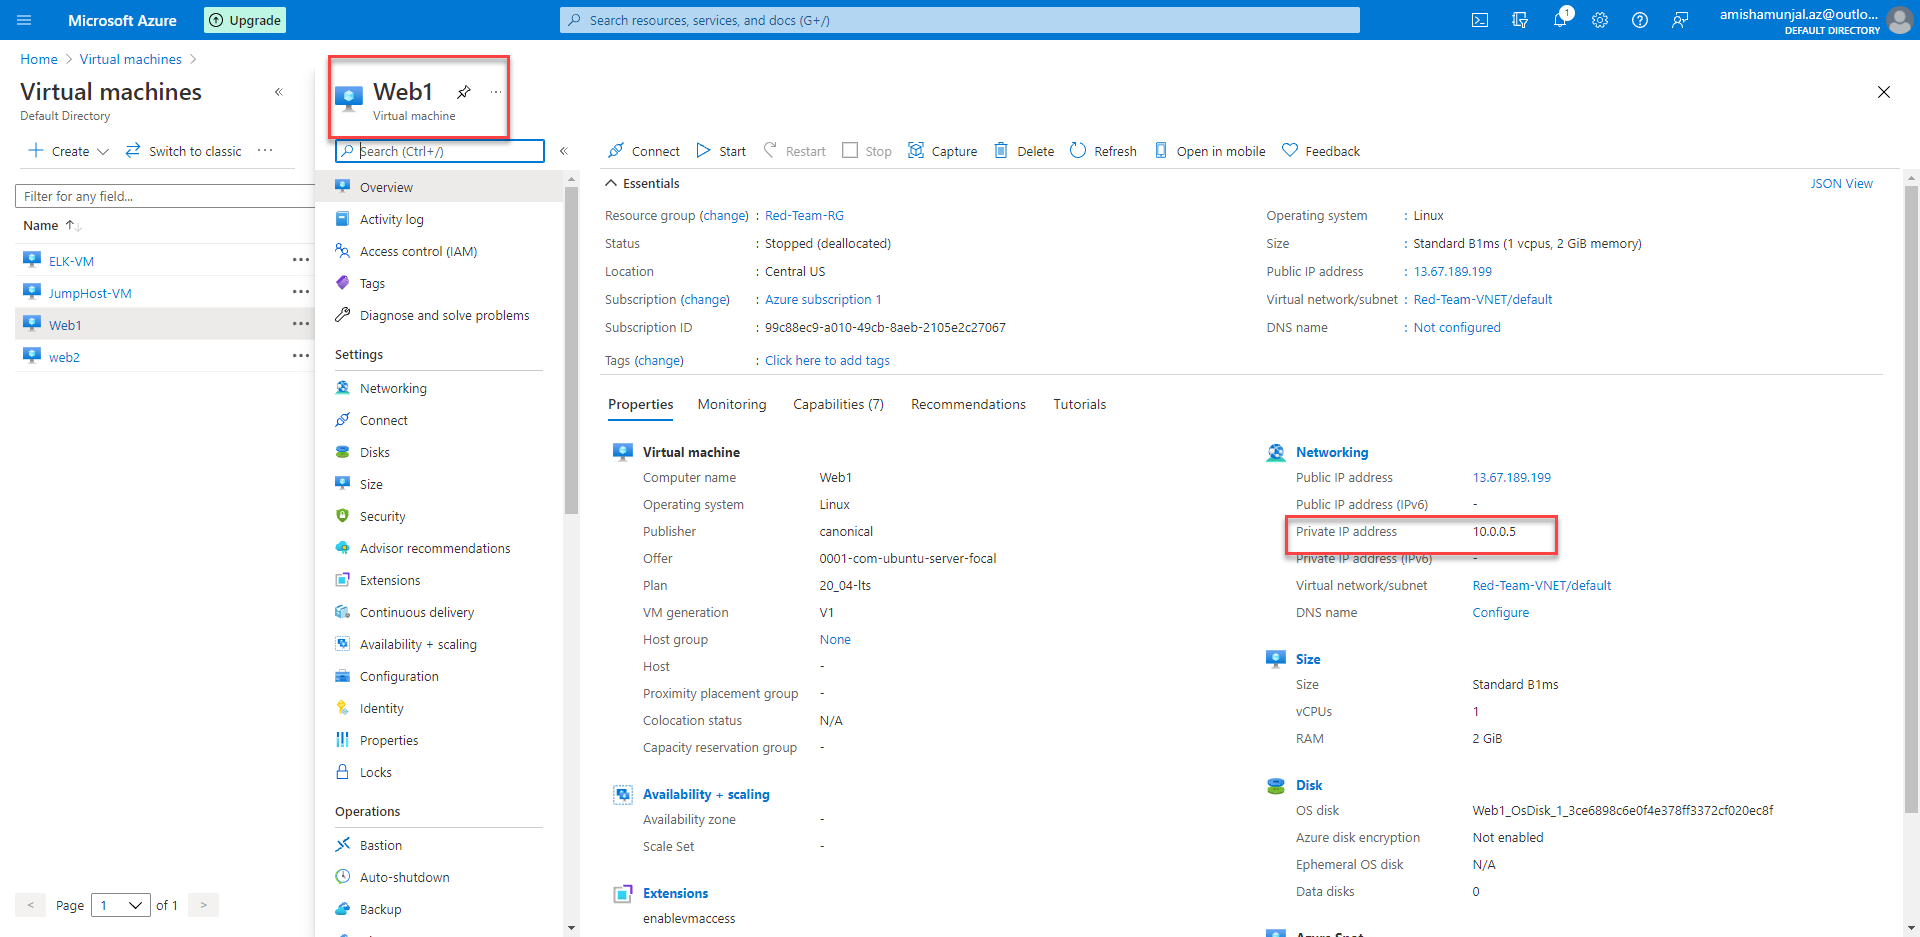 Microsoft Azure
Upgrade
Search resources, services, and docs (G+/)
1
amishamunjal.az@outlo...
DEFAULT DIRECTORY
Home > Virtual machines >
Virtual machines
Default Directory
Create
Switch to classic
Filter for any field...
Name
ELK-VM
JumpHost-VM
Web1
web2
< Page 1 of 1 >
Web1
Virtual machine
Search (Ctrl+/)
Overview
Activity log
Access control (IAM)
Tags
Diagnose and solve problems
Settings
Networking
Connect
Disks
Size
Security
Advisor recommendations
Extensions
Continuous delivery
Availability + scaling
Configuration
Identity
Properties
Locks
Operations
Bastion
Auto-shutdown
Backup
Connect Start Restart Stop Capture Delete Refresh Open in mobile Feedback
Essentials
JSON View
Resource group (change) : Red-Team-RG
Status : Stopped (deallocated)
Location : Central US
Subscription (change) : Azure subscription 1
Subscription ID : 99c88ec9-a010-49cb-8aeb-2105e2c27067
Tags (change) : Click here to add tags
Operating system : Linux
Size : Standard B1ms (1 vcpus, 2 GiB memory)
Public IP address : 13.67.189.199
Virtual network/subnet : Red-Team-VNET/default
DNS name : Not configured
Properties Monitoring Capabilities (7) Recommendations Tutorials
Virtual machine
Computer name Web1
Operating system Linux
Publisher canonical
Offer 0001-com-ubuntu-server-focal
Plan 20_04-lts
VM generation V1
Host group None
Host -
Proximity placement group -
Colocation status N/A
Capacity reservation group -
Availability + scaling
Availability zone -
Scale Set -
Extensions
enablevmaccess
Networking
Public IP address 13.67.189.199
Public IP address (IPv6) -
Private IP address 10.0.0.5
Private IP address (IPv6) -
Virtual network/subnet Red-Team-VNET/default
DNS name Configure
Size
Size Standard B1ms
vCPUs 1
RAM 2 GiB
Disk
OS disk Web1_OsDisk_1_3ce6898c6e0f4e378ff3372cf020ec8f
Azure disk encryption Not enabled
Ephemeral OS disk N/A
Data disks 0
Azure Spot